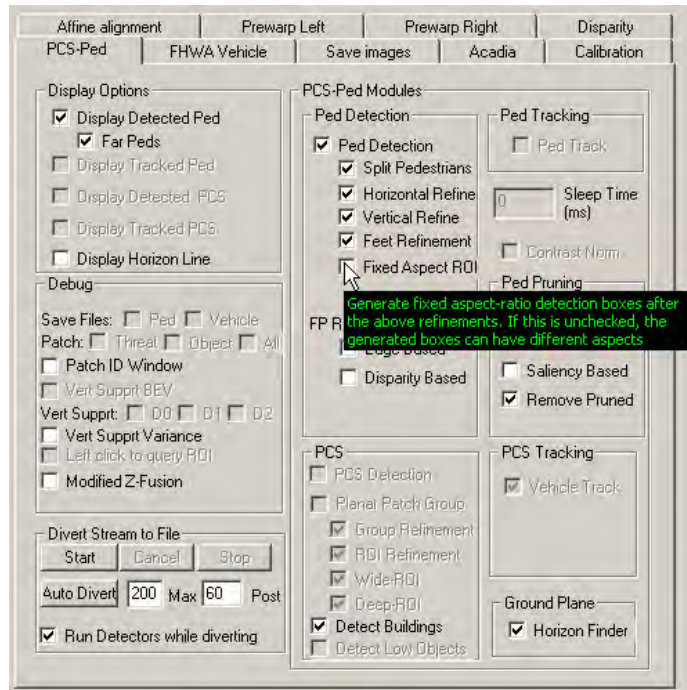 Affine alignment Prewarp Left Prewarp Right Disparity
PCS-Ped FHWA Vehicle Save images Acadia Calibration
Display Options
Display Detected Ped
Far Peds
Display Tracked Ped
Display Detected PCS
Display Tracked PCS
Display Horizon Line
Debug
Save Files: Ped Vehicle
Patch: Threat Object All
Patch ID Window
Vert Supprt BEV
Vert Supprt: D0 D1 D2
Vert Supprt Variance
Left click to query ROI
Modified Z-Fusion
Divert Stream to File
Start Cancel Stop
Auto Divert 200 Max 60 Post
Run Detectors while diverting
PCS-Ped Modules
Ped Detection
Ped Detection
Split Pedestrians
Horizontal Refine
Vertical Refine
Feet Refinement
Fixed Aspect ROI
Generate fixed aspect-ratio detection boxes after
the above refinements. If this is unchecked, the
generated boxes can have different aspects
FP R
Edge Based
Disparity Based
Ped Tracking
Ped Track
0 Sleep Time
(ms)
Contrast Norm
Ped Pruning
Saliency Based
Remove Pruned
PCS
PCS Detection
Planar Patch Group
Group Refinement
ROI Refinement
Wide-ROI
Deep-ROI
Detect Buildings
Detect Low Objects
PCS Tracking
Vehicle Track
Ground Plane
Horizon Finder